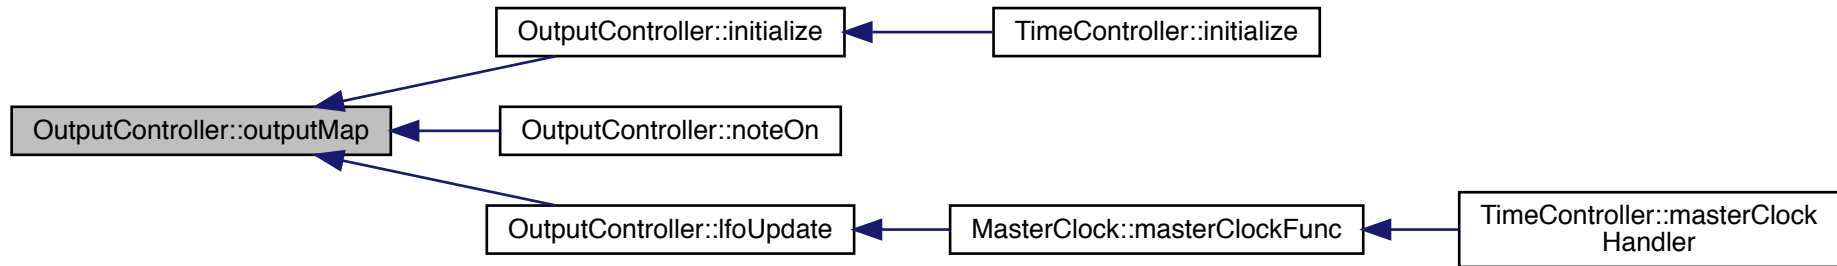 OutputController::initialize
TimeController::initialize
OutputController::outputMap
OutputController::noteOn
OutputController::lfoUpdate
MasterClock::masterClockFunc
TimeController::masterClock
Handler